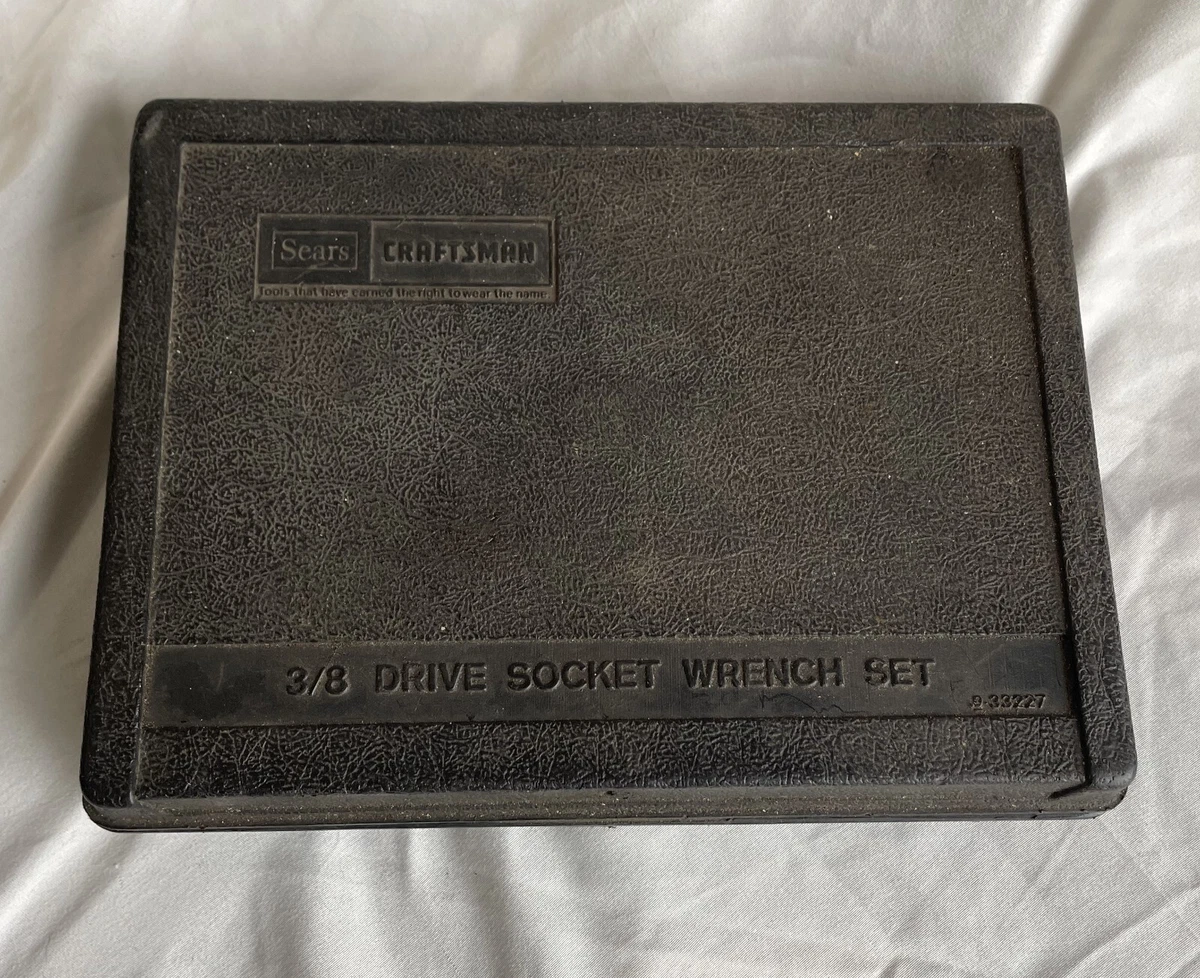 Sears CRAFTSMAN
Tools that have earned the right to wear the name
3/8 DRIVE SOCKET WRENCH SET
9-33227